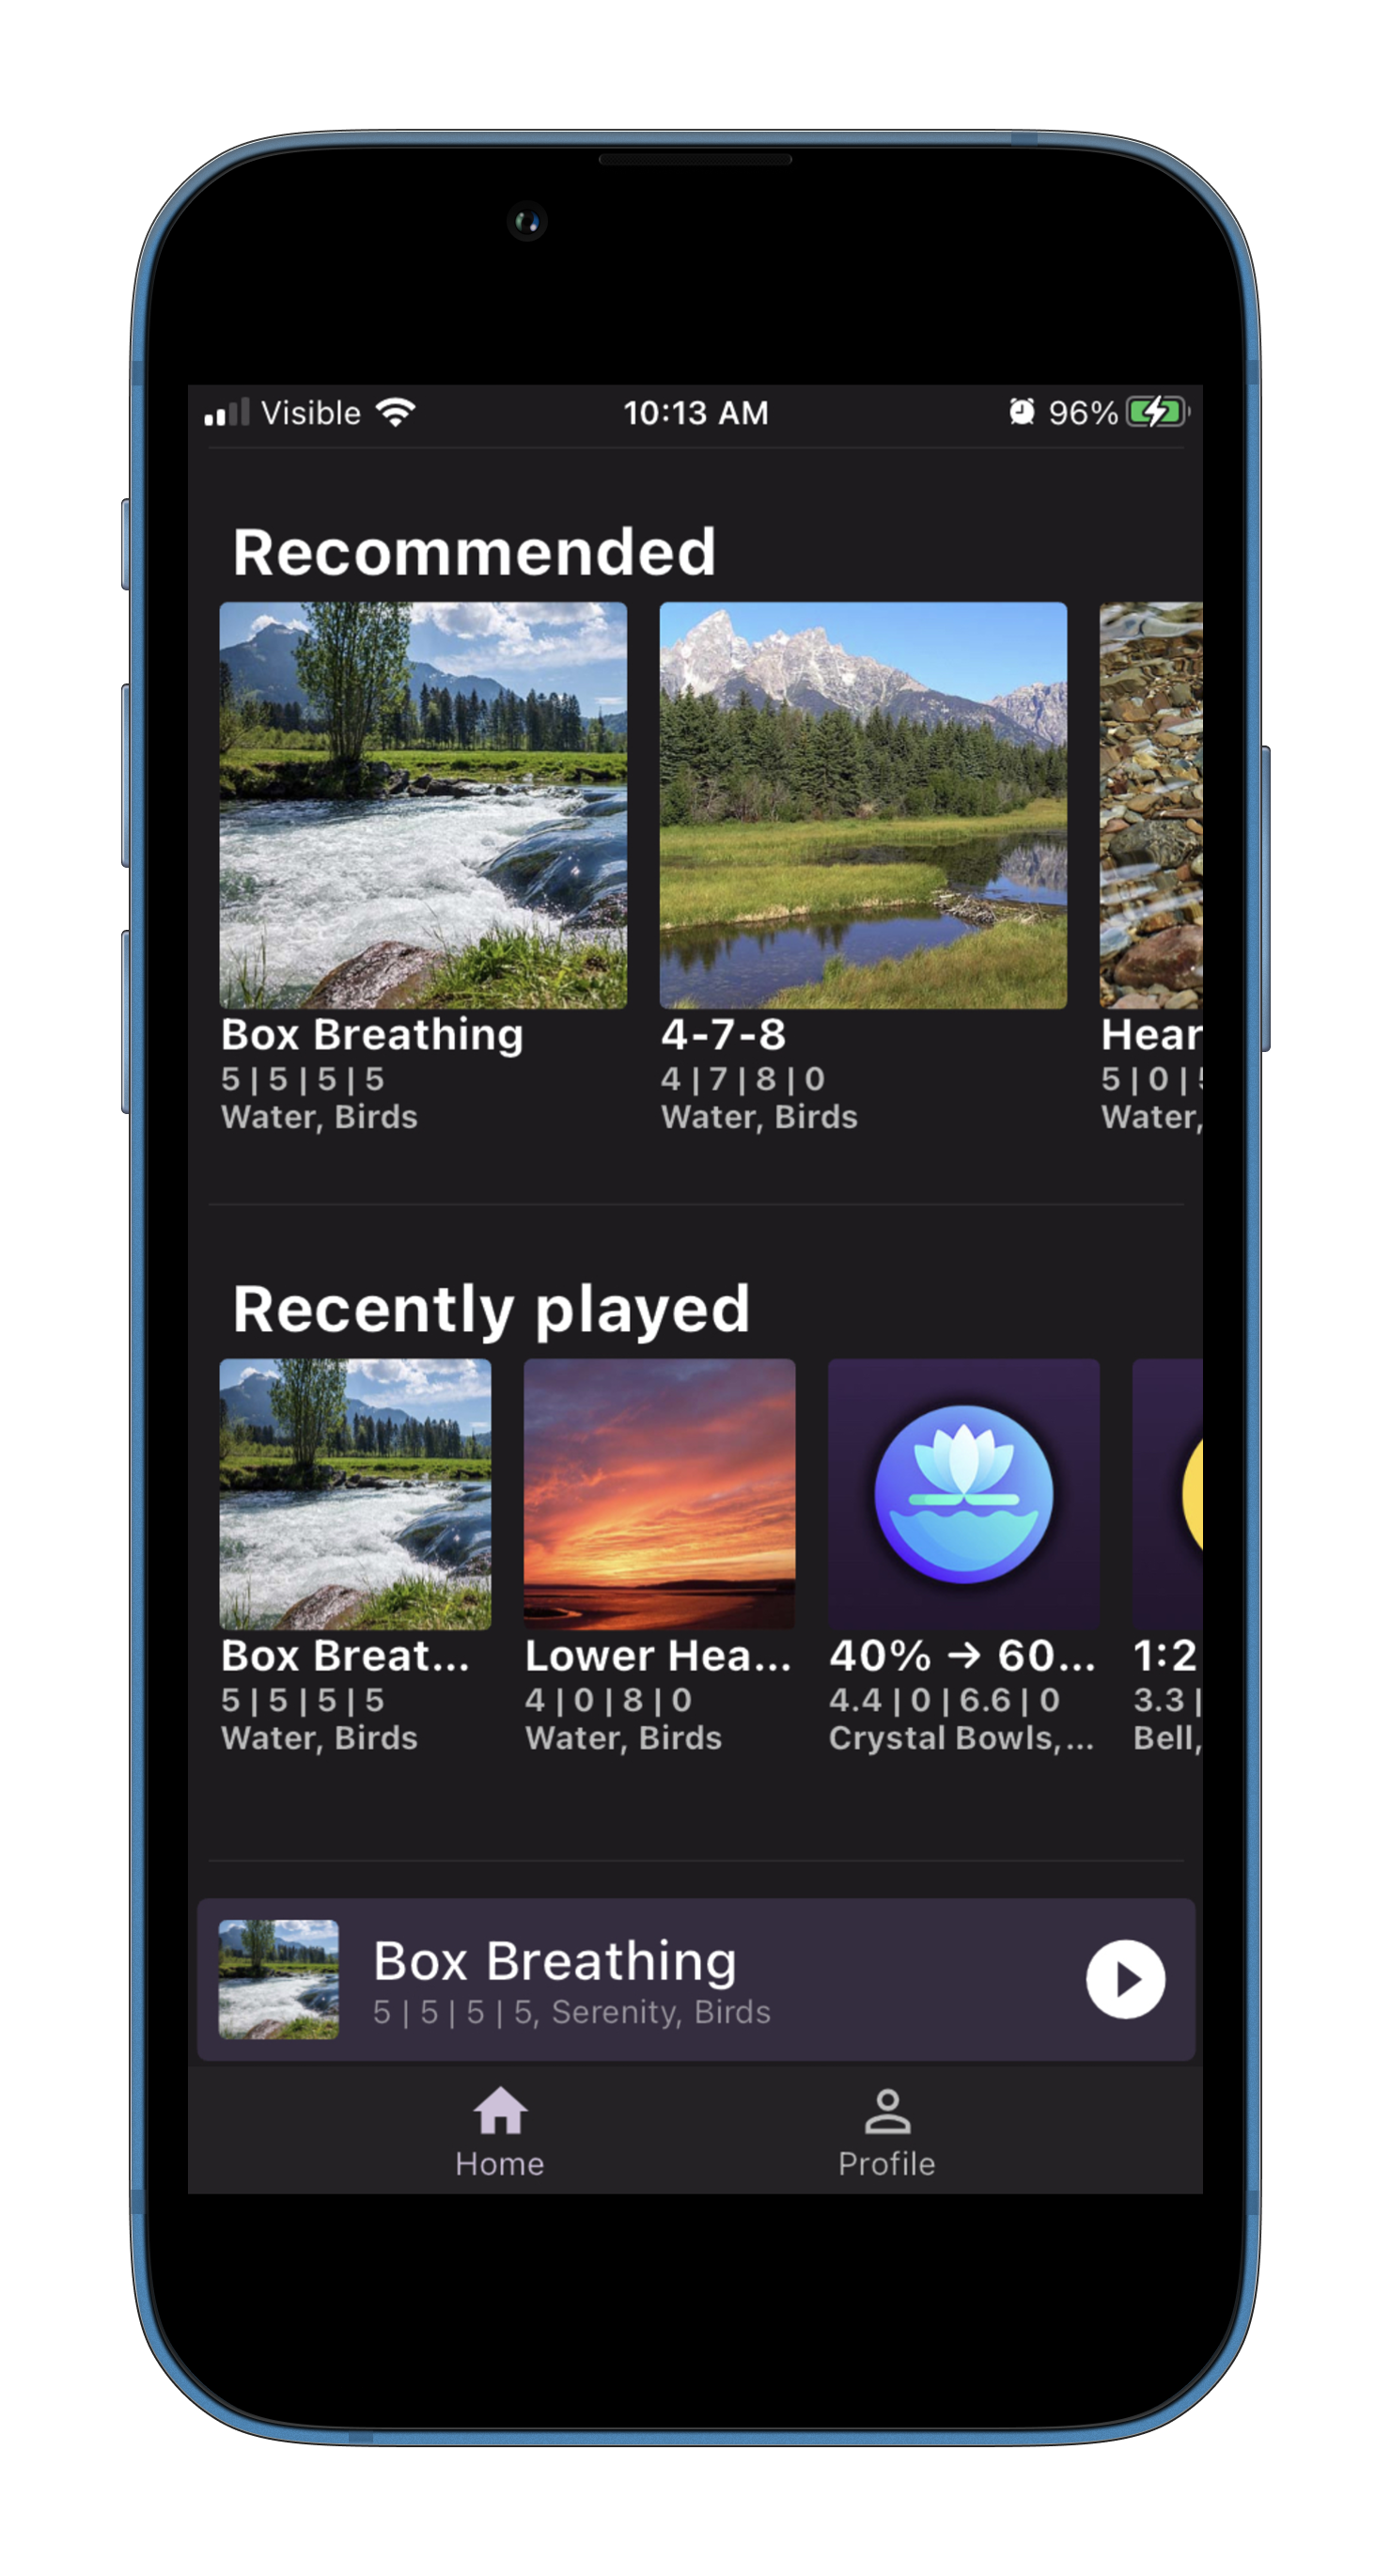 Visible 10:13 AM 96%
Recommended
Box Breathing 4-7-8
5 | 5 | 5 | 5 4 | 7 | 8 | 0 5 | 0 |
Water, Birds Water, Birds Water,
Recently played
Box Breat... Lower Hea... 40% → 60... 1:2
5 | 5 | 5 | 5 4 | 0 | 8 | 0 4.4 | 0 | 6.6 | 0 3.3 |
Water, Birds Water, Birds Crystal Bowls,... Bell,
Box Breathing
5 | 5 | 5 | 5, Serenity, Birds
Home Profile